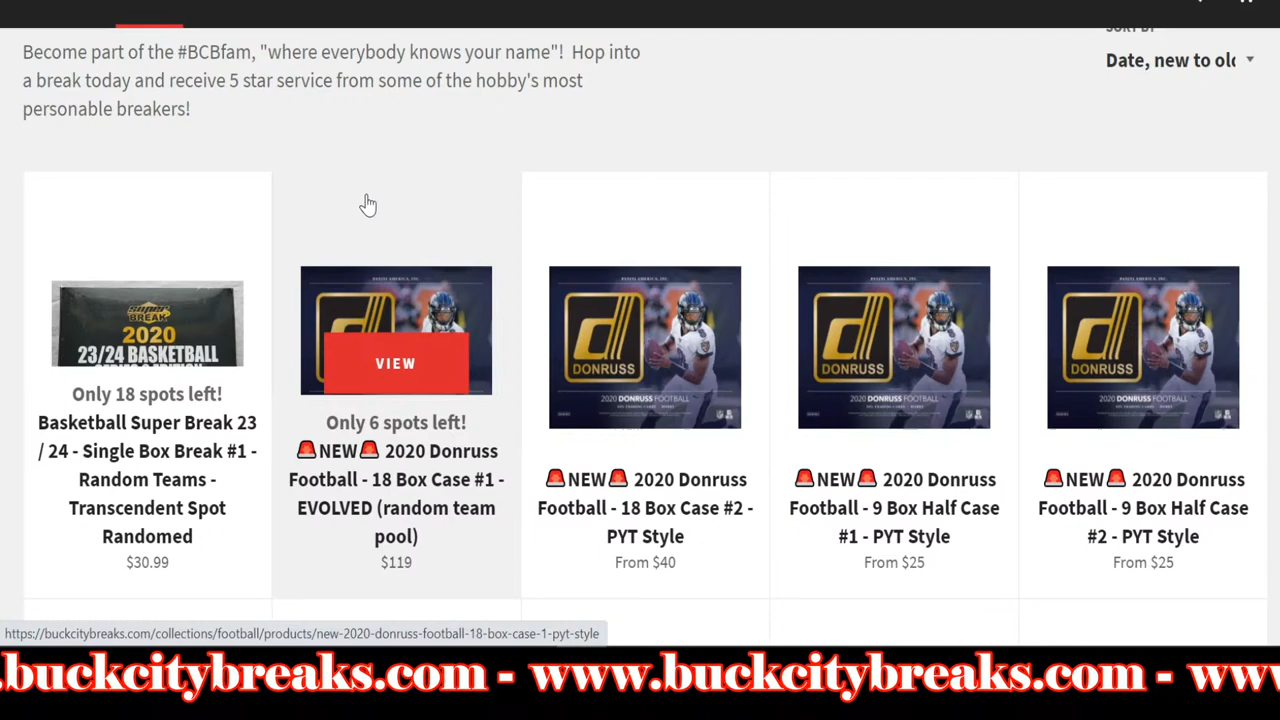 Become part of the #BCBfam, "where everybody knows your name"! Hop into
a break today and receive 5 star service from some of the hobby's most
personable breakers!
Date, new to old
SUPER
BREAK
2020
23/24 BASKETBALL
Only 18 spots left!
Basketball Super Break 23
/ 24 - Single Box Break #1 -
Random Teams -
Transcendent Spot
Randomed
$30.99
VIEW
Only 6 spots left!
🚨NEW🚨 2020 Donruss
Football - 18 Box Case #1 -
EVOLVED (random team
pool)
$119
DONRUSS
2020 DONRUSS FOOTBALL
🚨NEW🚨 2020 Donruss
Football - 18 Box Case #2 -
PYT Style
From $40
DONRUSS
2020 DONRUSS FOOTBALL
🚨NEW🚨 2020 Donruss
Football - 9 Box Half Case
#1 - PYT Style
From $25
DONRUSS
2020 DONRUSS FOOTBALL
🚨NEW🚨 2020 Donruss
Football - 9 Box Half Case
#2 - PYT Style
From $25
https://buckcitybreaks.com/collections/football/products/new-2020-donruss-football-18-box-case-1-pyt-style
.buckcitybreaks.com - www.buckcitybreaks.com - www